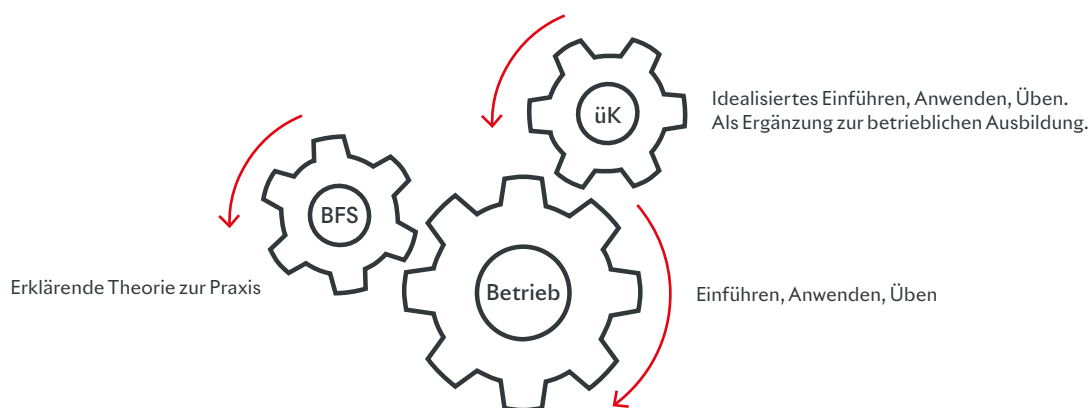 üK
Idealisiertes Einführen, Anwenden, Üben.
Als Ergänzung zur betrieblichen Ausbildung.
BFS
Erklärende Theorie zur Praxis
Betrieb
Einführen, Anwenden, Üben